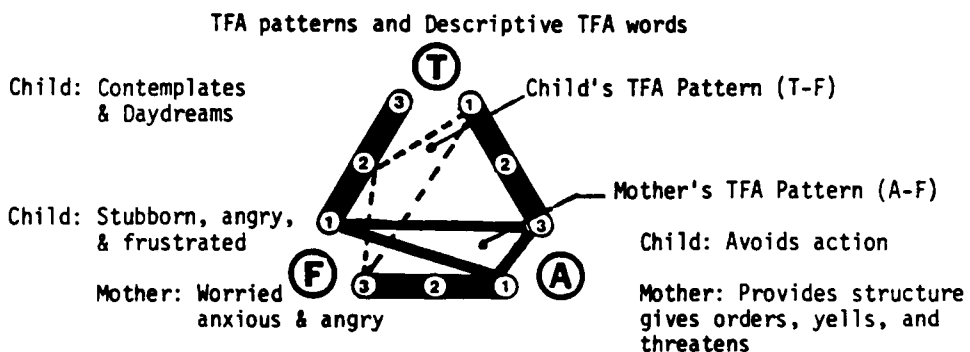 TFA patterns and Descriptive TFA words
T
Child: Contemplates
& Daydreams
Child's TFA Pattern (T-F)
3
1
2
2
Mother's TFA Pattern (A-F)
Child: Stubborn, angry,
& frustrated
1
3
Child: Avoids action
F
A
3
2
1
Mother: Worried
anxious & angry
Mother: Provides structure
gives orders, yells, and
threatens